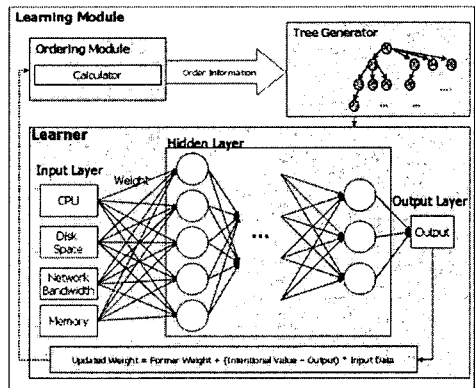 Learning Module
Ordering Module
Calculator
Order Information
Tree Generator
...
...
Learner
Hidden Layer
Input Layer
Weight
CPU
Disk
Space
Network
Bandwidth
Memory
...
Output Layer
Output
Updated Weight = Former Weight + (Intentional Value - Output) * Input Data